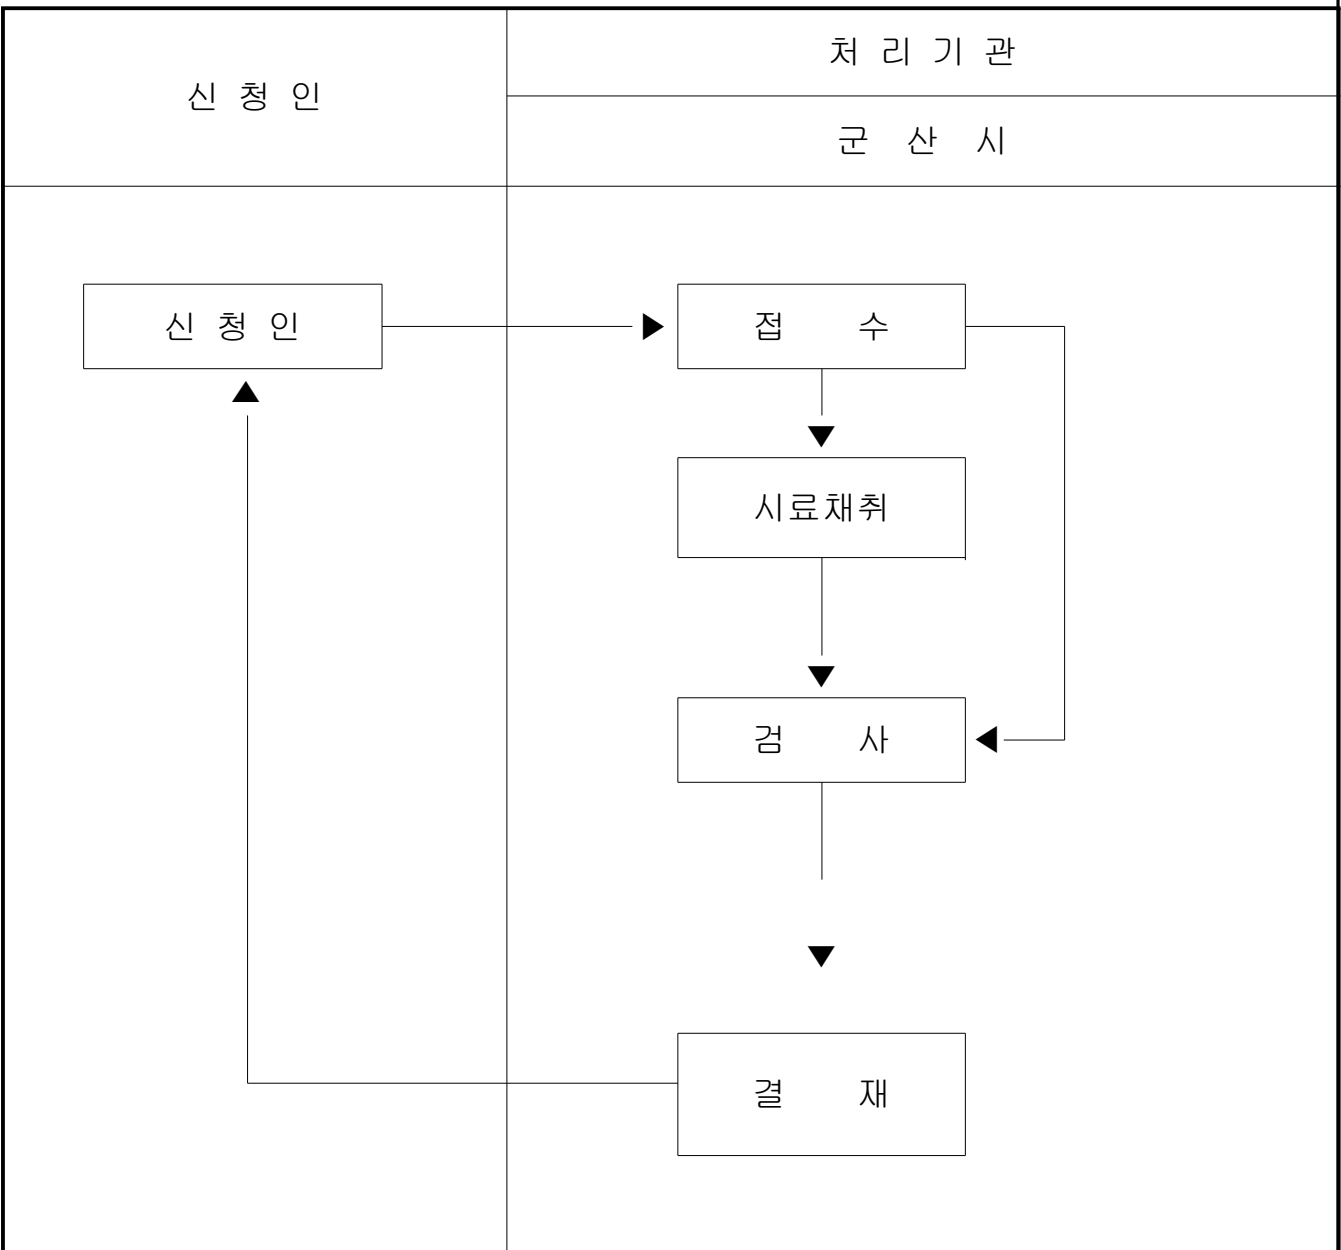 신 청 인
처 리 기 관
군 산 시
신 청 인
접 수
시료채취
검 사
결 재